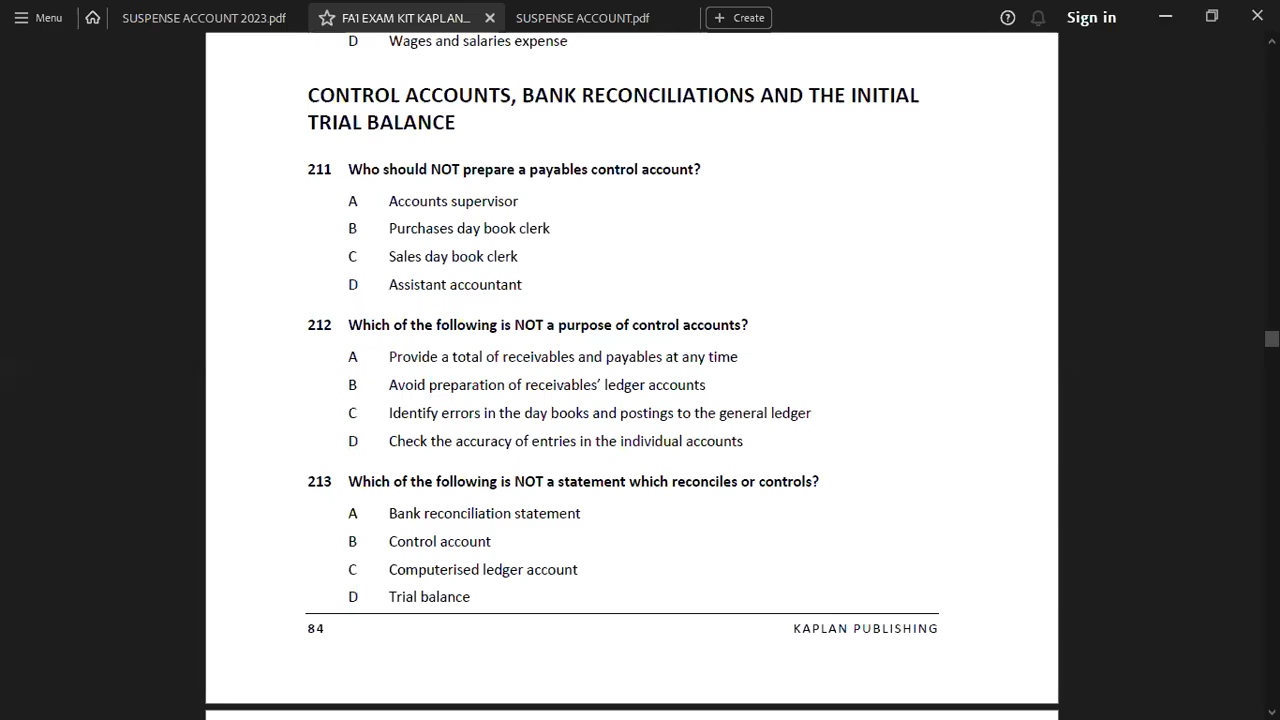 Menu SUSPENSE ACCOUNT 2023.pdf FA1 EXAM KIT KAPLAN... SUSPENSE ACCOUNT.pdf + Create Sign in
D Wages and salaries expense
CONTROL ACCOUNTS, BANK RECONCILIATIONS AND THE INITIAL
TRIAL BALANCE
211 Who should NOT prepare a payables control account?
A Accounts supervisor
B Purchases day book clerk
C Sales day book clerk
D Assistant accountant
212 Which of the following is NOT a purpose of control accounts?
A Provide a total of receivables and payables at any time
B Avoid preparation of receivables’ ledger accounts
C Identify errors in the day books and postings to the general ledger
D Check the accuracy of entries in the individual accounts
213 Which of the following is NOT a statement which reconciles or controls?
A Bank reconciliation statement
B Control account
C Computerised ledger account
D Trial balance
84 KAPLAN PUBLISHING